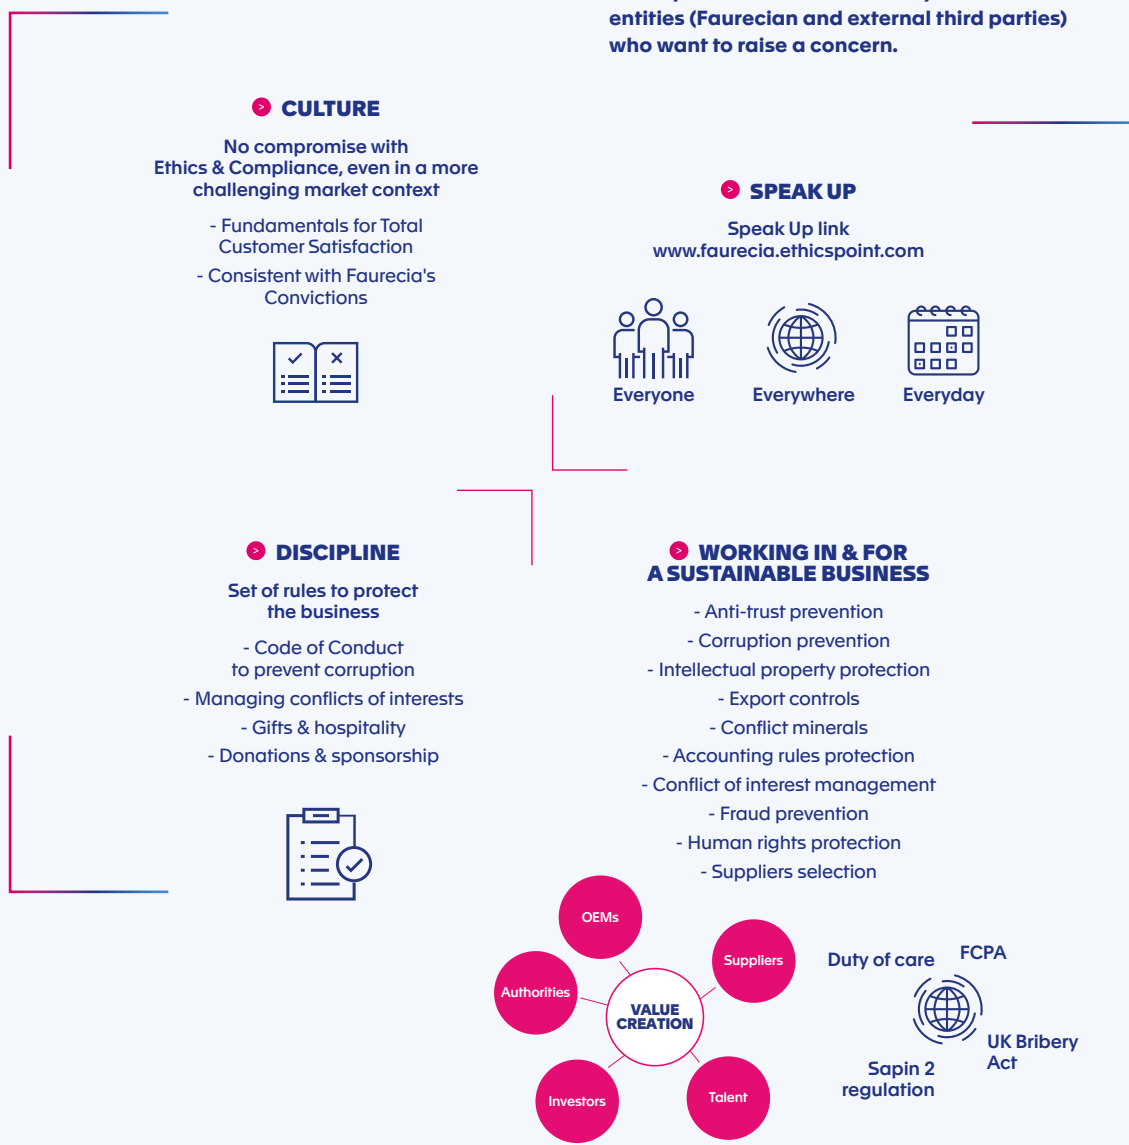 entities (Faurecian and external third parties)
who want to raise a concern.
> CULTURE
No compromise with
Ethics & Compliance, even in a more
challenging market context
- Fundamentals for Total
Customer Satisfaction
- Consistent with Faurecia's
Convictions
> SPEAK UP
Speak Up link
www.faurecia.ethicspoint.com
Everyone
Everywhere
Everyday
> DISCIPLINE
Set of rules to protect
the business
- Code of Conduct
to prevent corruption
- Managing conflicts of interests
- Gifts & hospitality
- Donations & sponsorship
> WORKING IN & FOR
A SUSTAINABLE BUSINESS
- Anti-trust prevention
- Corruption prevention
- Intellectual property protection
- Export controls
- Conflict minerals
- Accounting rules protection
- Conflict of interest management
- Fraud prevention
- Human rights protection
- Suppliers selection
OEMs
Suppliers
Authorities
VALUE
CREATION
Investors
Talent
Duty of care
FCPA
UK Bribery
Act
Sapin 2
regulation